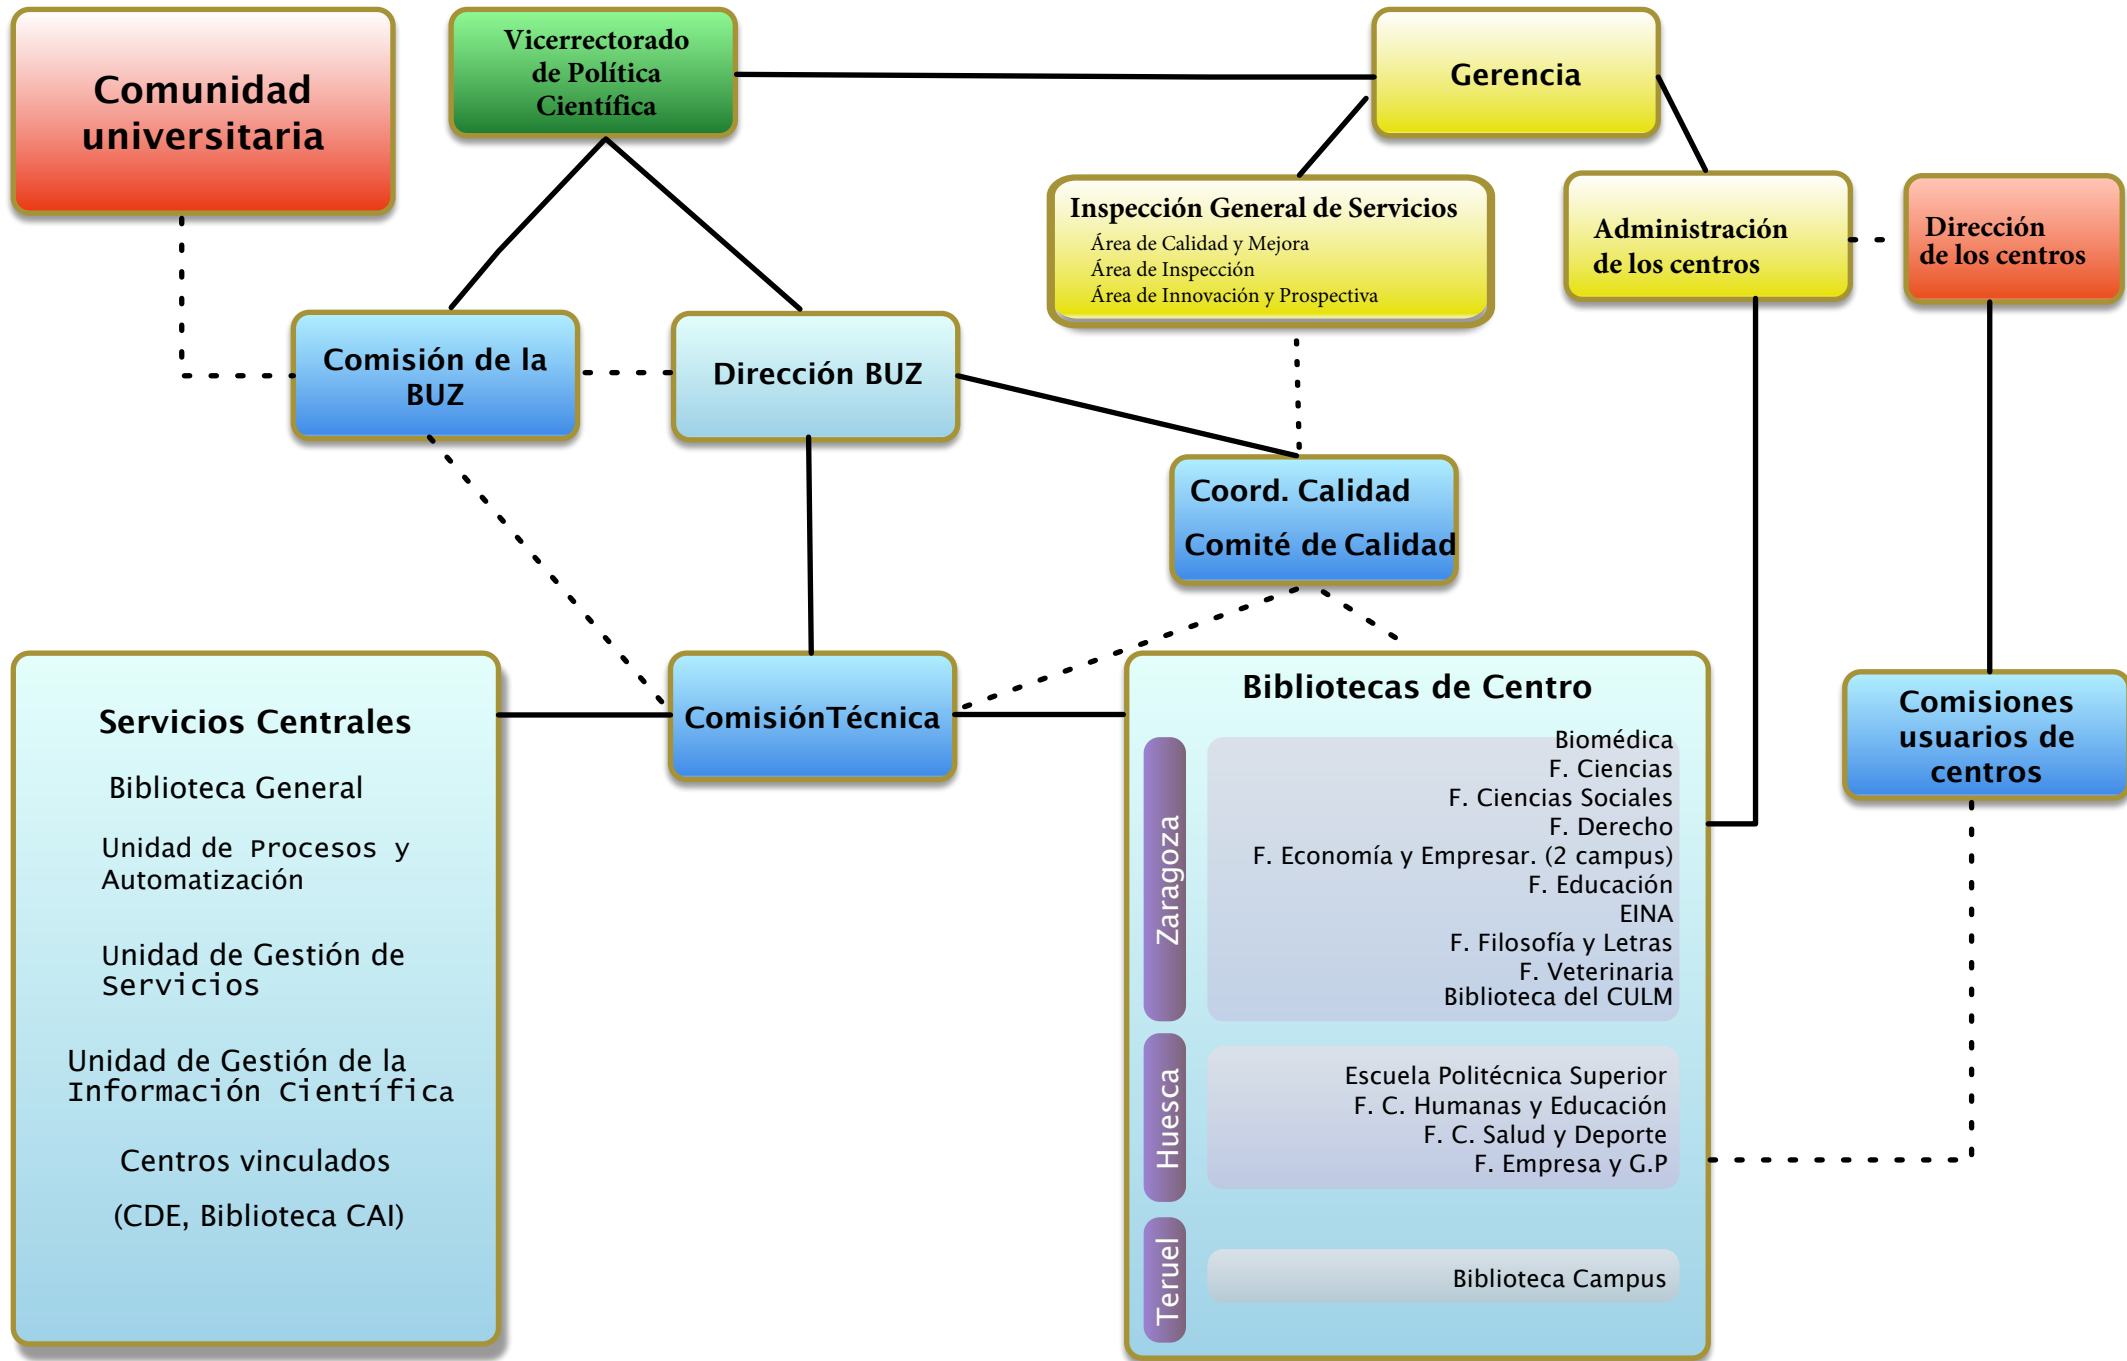 Comunidad
universitaria
Vicerrectorado
de Política
Científica
Gerencia
Inspección General de Servicios
Área de Calidad y Mejora
Área de Inspección
Área de Innovación y Prospectiva
Administración
de los centros
Dirección
de los centros
Comisión de la
BUZ
Dirección BUZ
Coord. Calidad
Comité de Calidad
Servicios Centrales
Biblioteca General
Unidad de Procesos y
Automatización
Unidad de Gestión de
Servicios
Unidad de Gestión de la
Información Científica
Centros vinculados
(CDE, Biblioteca CAI)
ComisiónTécnica
Bibliotecas de Centro
Zaragoza
Biomédica
F. Ciencias
F. Ciencias Sociales
F. Derecho
F. Economía y Empresar. (2 campus)
F. Educación
EINA
F. Filosofía y Letras
F. Veterinaria
Biblioteca del CULM
Huesca
Escuela Politécnica Superior
F. C. Humanas y Educación
F. C. Salud y Deporte
F. Empresa y G.P
Teruel
Biblioteca Campus
Comisiones
usuarios de
centros